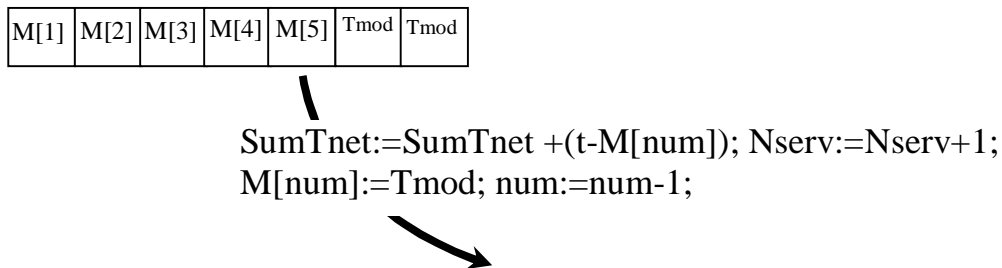 M[1] M[2] M[3] M[4] M[5] Tmod Tmod
SumTnet:=SumTnet +(t-M[num]); Nserv:=Nserv+1;
M[num]:=Tmod; num:=num-1;